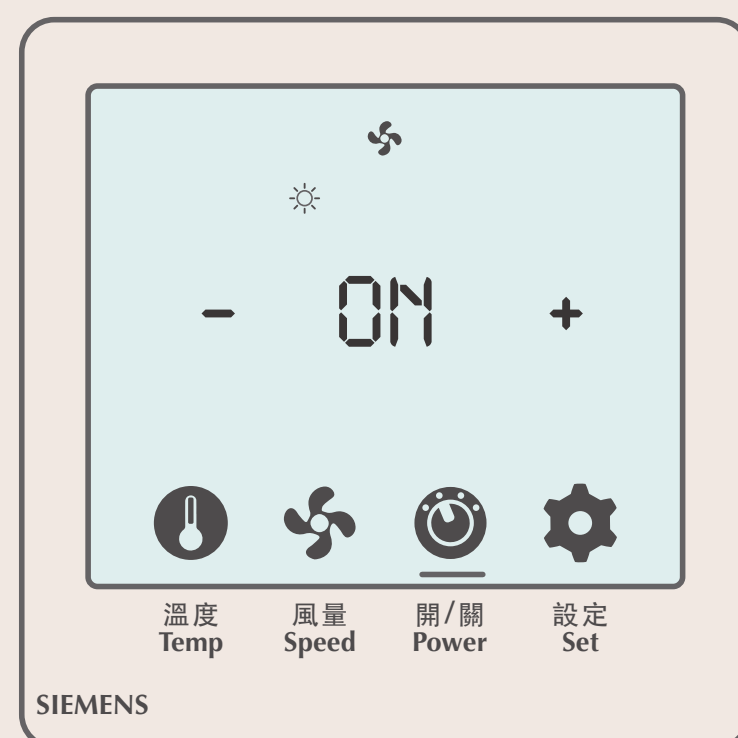 - ON +
溫度 風量 開/關 設定
Temp Speed Power Set
SIEMENS